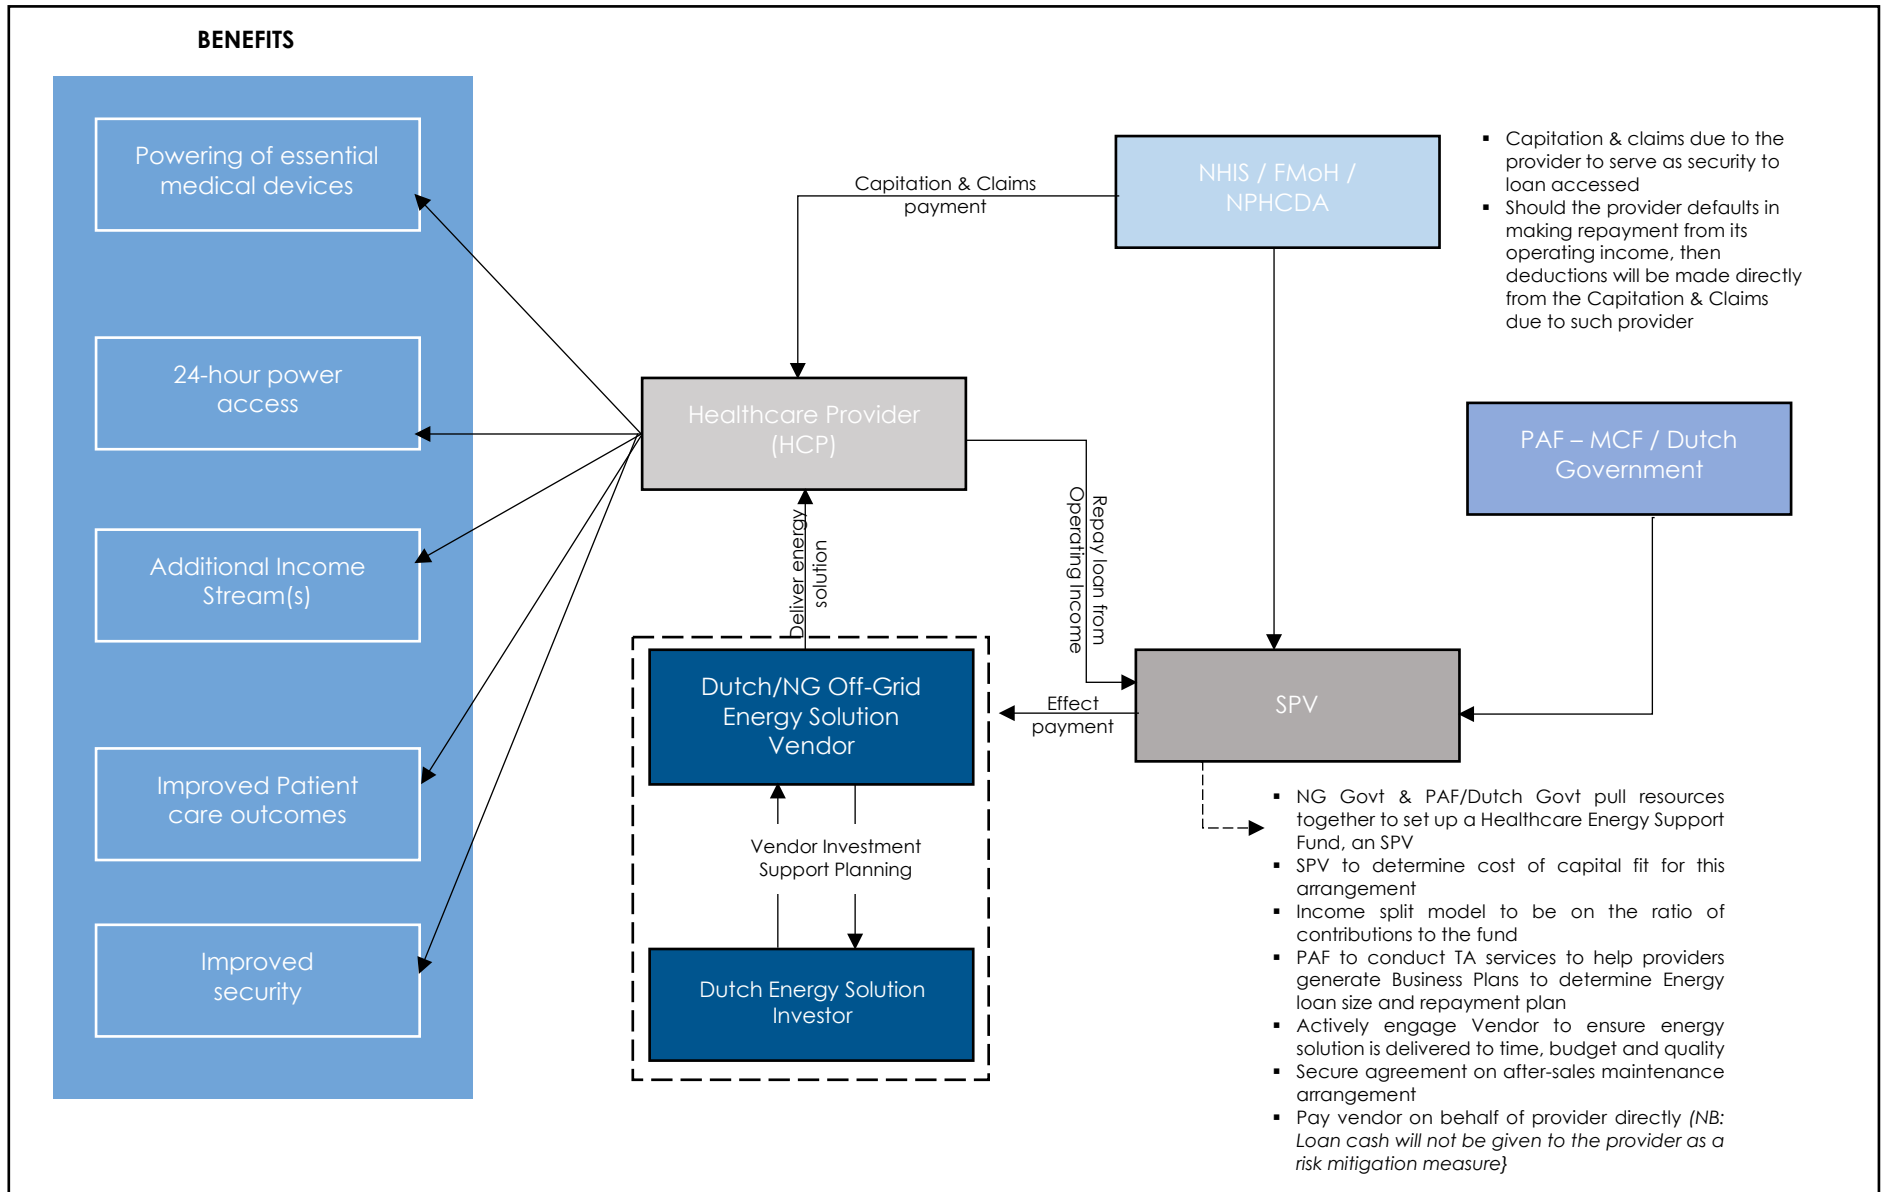 BENEFITS
Powering of essential
medical devices
24-hour power
access
Additional Income
Stream(s)
Improved Patient
care outcomes
Improved
security
Capitation & Claims
payment
NHIS / FMoH /
NPHCDA
▪ Capitation & claims due to the
provider to serve as security to
loan accessed
▪ Should the provider defaults in
making repayment from its
operating income, then
deductions will be made directly
from the Capitation & Claims
due to such provider
Healthcare Provider
(HCP)
PAF – MCF / Dutch
Government
Deliver energy
solution
Repay loan from
Operating Income
Dutch/NG Off-Grid
Energy Solution
Vendor
Effect
payment
SPV
Vendor Investment
Support Planning
Dutch Energy Solution
Investor
▪ NG Govt & PAF/Dutch Govt pull resources
together to set up a Healthcare Energy Support
Fund, an SPV
▪ SPV to determine cost of capital fit for this
arrangement
▪ Income split model to be on the ratio of
contributions to the fund
▪ PAF to conduct TA services to help providers
generate Business Plans to determine Energy
loan size and repayment plan
▪ Actively engage Vendor to ensure energy
solution is delivered to time, budget and quality
▪ Secure agreement on after-sales maintenance
arrangement
▪ Pay vendor on behalf of provider directly (NB:
Loan cash will not be given to the provider as a
risk mitigation measure}